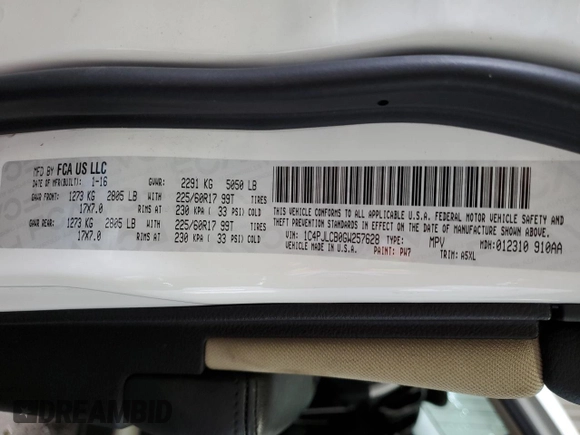 MFD BY FCA US LLC
DATE OF MFR(BUILT): 1-16 GVWR: 2291 KG 5050 LB
GAWR FRONT: 1273 KG 2805 LB WITH 225/60R17 99T TIRES
17X7.0 RIMS AT 230 KPA ( 33 PSI) COLD
GAWR REAR: 1273 KG 2805 LB WITH 225/60R17 99T TIRES
17X7.0 RIMS AT 230 KPA ( 33 PSI) COLD
THIS VEHICLE CONFORMS TO ALL APPLICABLE U.S.A. FEDERAL MOTOR VEHICLE SAFETY AND
THEFT PREVENTION STANDARDS IN EFFECT ON THE DATE OF MANUFACTURE SHOWN ABOVE.
VIN: 1C4PJLCB0GW257628 TYPE: MPV MDH: 012310 910AA
MADE IN U.S.A. PAINT: PW7 TRIM: A5XL
DREAMBID